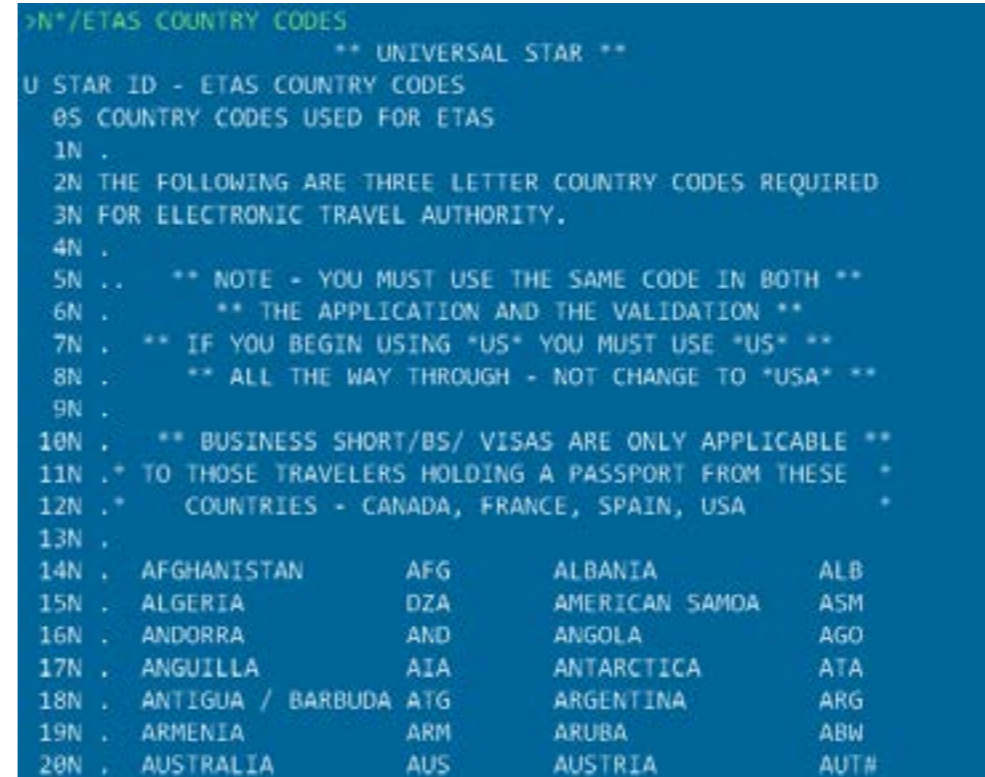 >N*/ETAS COUNTRY CODES
** UNIVERSAL STAR **
U STAR ID - ETAS COUNTRY CODES
0S COUNTRY CODES USED FOR ETAS
1N .
2N THE FOLLOWING ARE THREE LETTER COUNTRY CODES REQUIRED
3N FOR ELECTRONIC TRAVEL AUTHORITY.
4N .
5N .. ** NOTE - YOU MUST USE THE SAME CODE IN BOTH **
6N . ** THE APPLICATION AND THE VALIDATION **
7N . ** IF YOU BEGIN USING *US* YOU MUST USE *US* **
8N . ** ALL THE WAY THROUGH - NOT CHANGE TO *USA* **
9N .
10N . ** BUSINESS SHORT/BS/ VISAS ARE ONLY APPLICABLE **
11N .* TO THOSE TRAVELERS HOLDING A PASSPORT FROM THESE *
12N .* COUNTRIES - CANADA, FRANCE, SPAIN, USA *
13N .
14N . AFGHANISTAN AFG ALBANIA ALB
15N . ALGERIA DZA AMERICAN SAMOA ASM
16N . ANDORRA AND ANGOLA AGO
17N . ANGUILLA AIA ANTARCTICA ATA
18N . ANTIGUA / BARBUDA ATG ARGENTINA ARG
19N . ARMENIA ARM ARUBA ABW
20N . AUSTRALIA AUS AUSTRIA AUT#